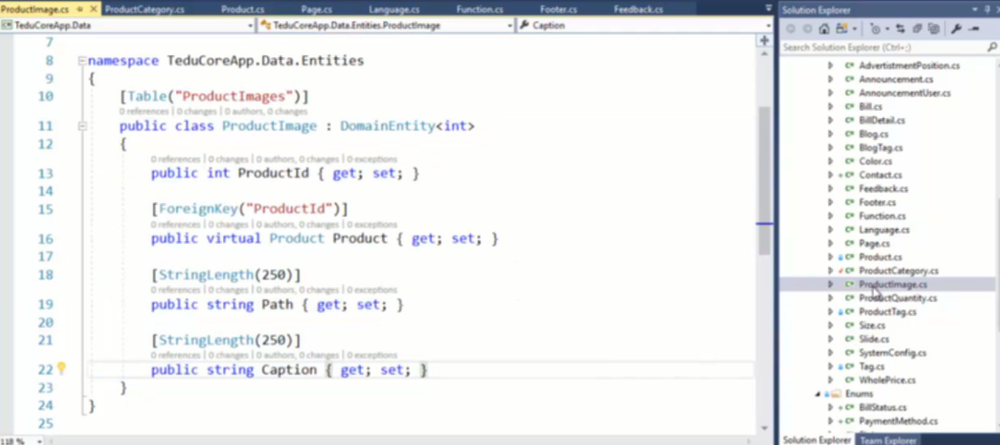 ProductImage.cs ProductCategory.cs Product.cs Page.cs Language.cs Function.cs Footer.cs Feedback.cs
TeduCoreApp.Data TeduCoreApp.Data.Entities.ProductImage Caption
7
8 namespace TeduCoreApp.Data.Entities
9 {
10 [Table("ProductImages")]
0 references | 0 changes | 0 authors, 0 changes
11 public class ProductImage : DomainEntity<int>
12 {
0 references | 0 changes | 0 authors, 0 changes | 0 exceptions
13 public int ProductId { get; set; }
14
15 [ForeignKey("ProductId")]
0 references | 0 changes | 0 authors, 0 changes | 0 exceptions
16 public virtual Product Product { get; set; }
17
18 [StringLength(250)]
0 references | 0 changes | 0 authors, 0 changes | 0 exceptions
19 public string Path { get; set; }
20
21 [StringLength(250)]
0 references | 0 changes | 0 authors, 0 changes | 0 exceptions
22 public string Caption { get; set; }
23 }
24 }
25
118 %
Solution Explorer
Search Solution Explorer (Ctrl+;)
AdvertistmentPosition.cs
Announcement.cs
AnnouncementUser.cs
Bill.cs
BillDetail.cs
Blog.cs
BlogTag.cs
Color.cs
Contact.cs
Feedback.cs
Footer.cs
Function.cs
Language.cs
Page.cs
Product.cs
ProductCategory.cs
ProductImage.cs
ProductQuantity.cs
ProductTag.cs
Size.cs
Slide.cs
SystemConfig.cs
Tag.cs
WholePrice.cs
Enums
BillStatus.cs
PaymentMethod.cs
Solution Explorer Team Explorer